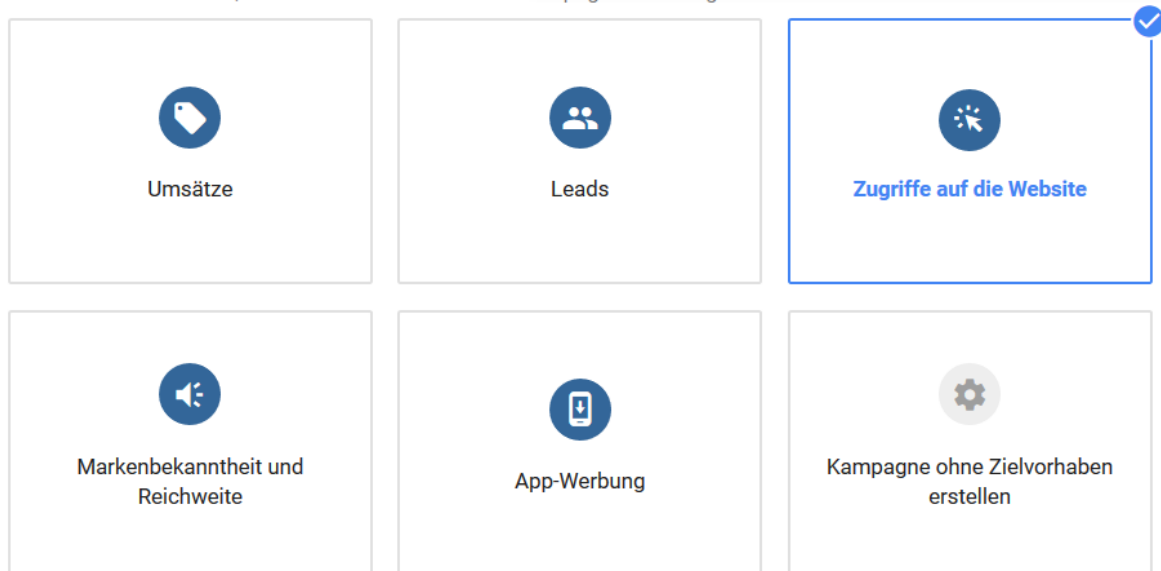 Umsätze
Leads
Zugriffe auf die Website
Markenbekanntheit und
Reichweite
App-Werbung
Kampagne ohne Zielvorhaben
erstellen